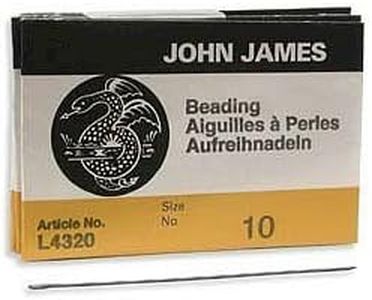 JOHN JAMES
Beading
Aiguilles à Perles
Aufreihnadeln
Article No.
L4320
Size
No
10